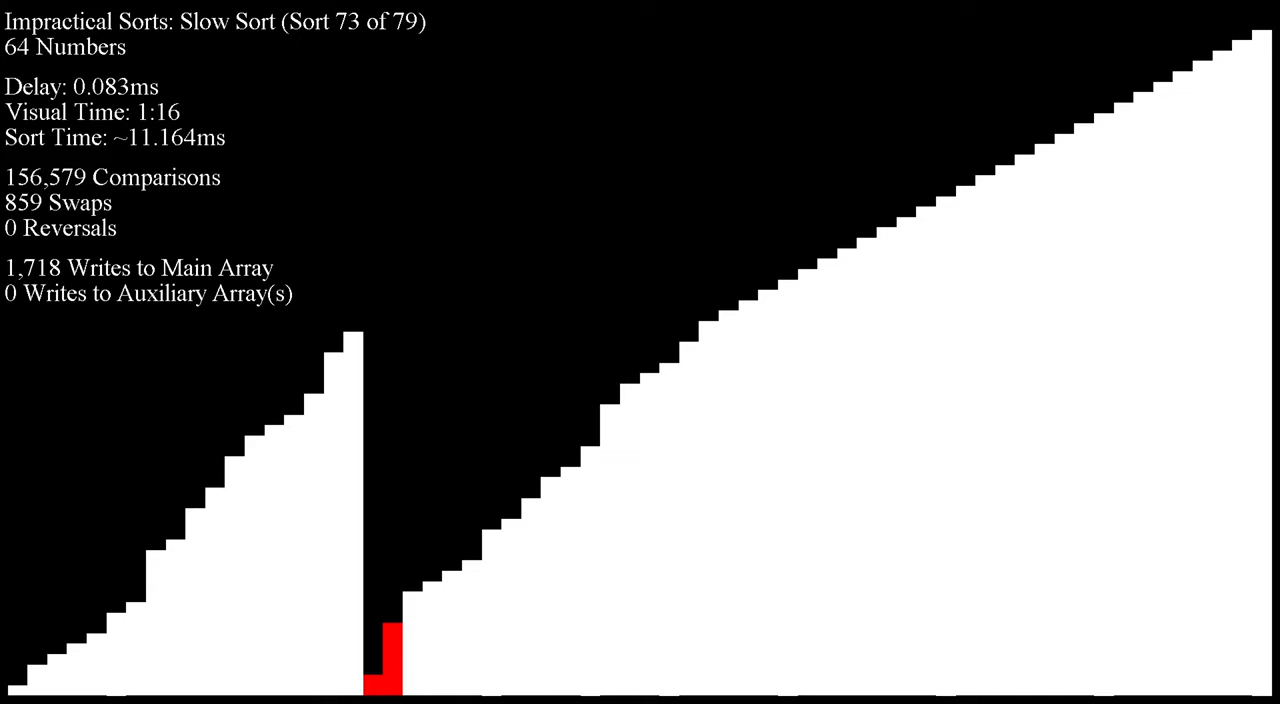 Impractical Sorts: Slow Sort (Sort 73 of 79)
64 Numbers
Delay: 0.083ms
Visual Time: 1:16
Sort Time: ~11.164ms
156,579 Comparisons
859 Swaps
0 Reversals
1,718 Writes to Main Array
0 Writes to Auxiliary Array(s)